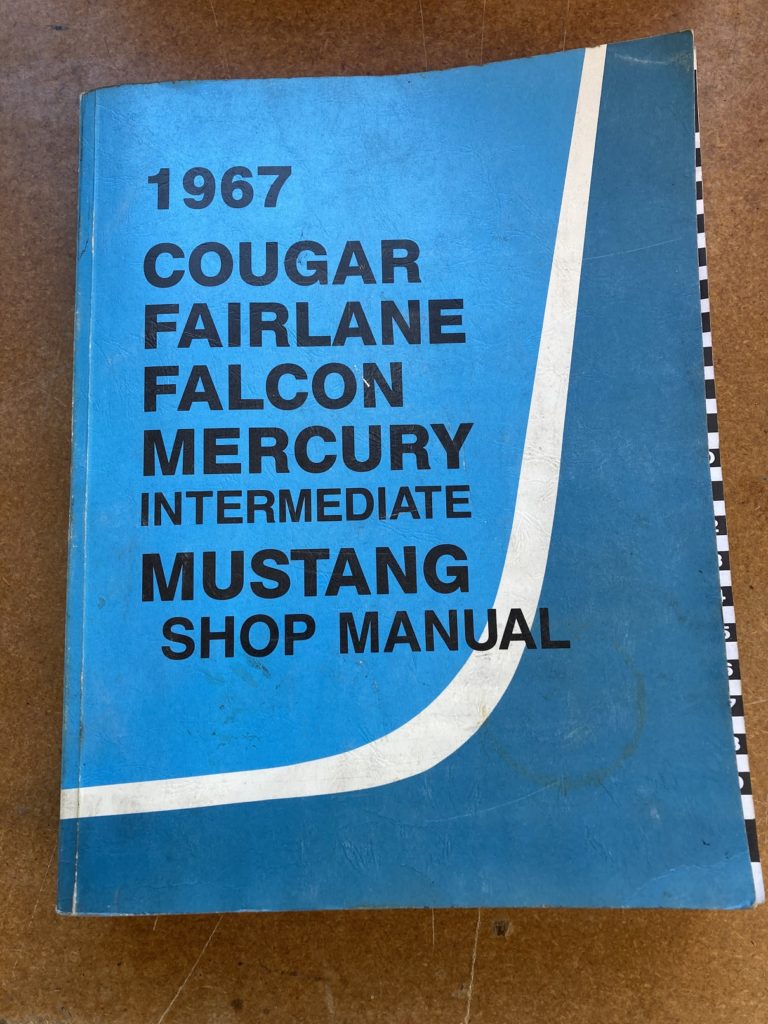 1967
COUGAR
FAIRLANE
FALCON
MERCURY
INTERMEDIATE
MUSTANG
SHOP MANUAL